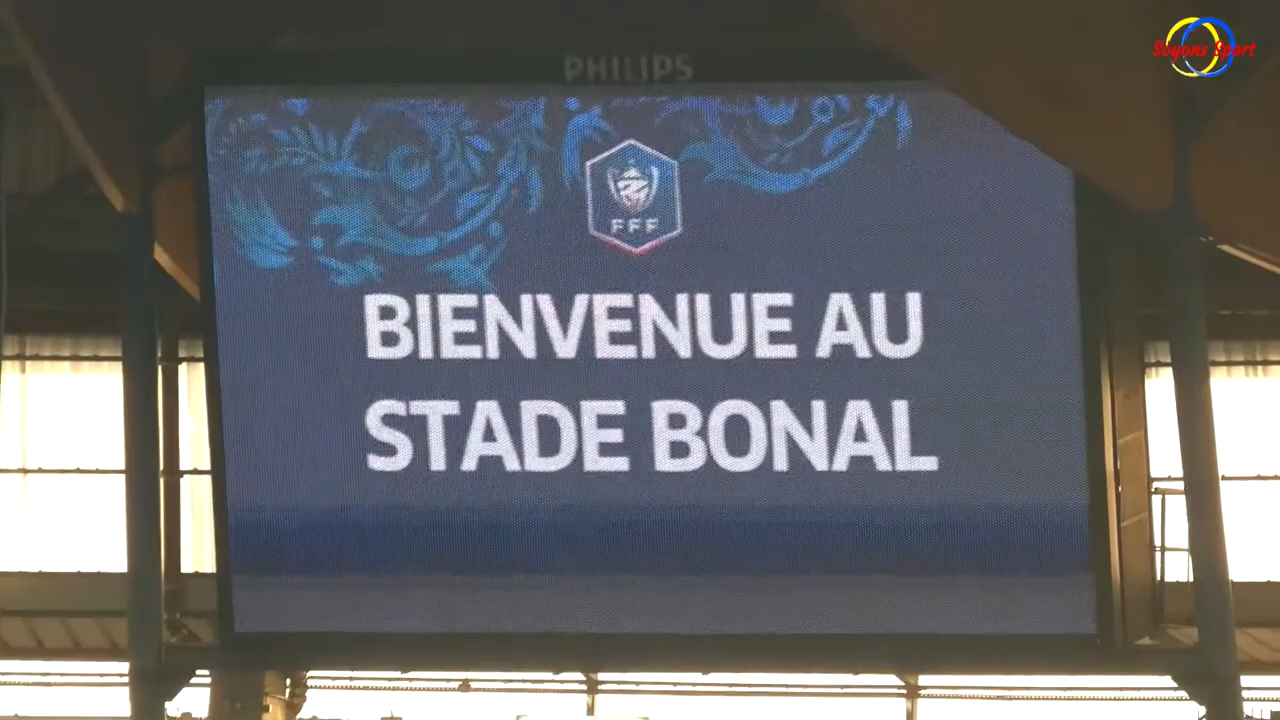 Soyons Sport
PHILIPS
FFF
BIENVENUE AU
STADE BONAL